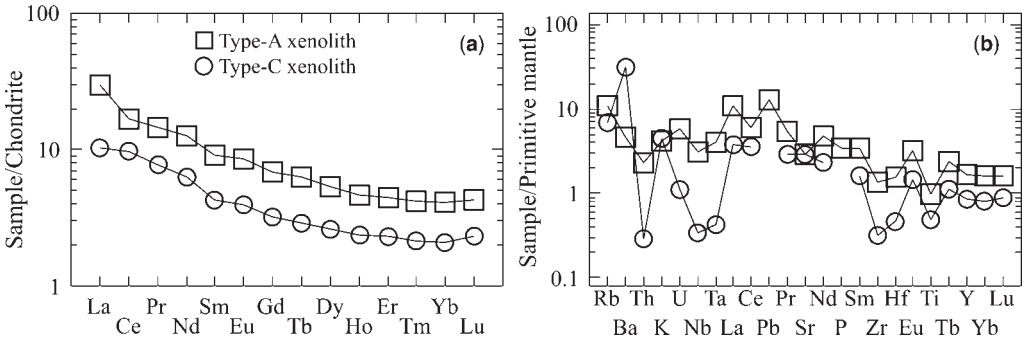 Sample/Chondrite
100
10
1
Type-A xenolith
Type-C xenolith
(a)
La Pr Sm Gd Dy Er Yb
Ce Nd Eu Tb Ho Tm Lu
Sample/Primitive mantle
100
10
1
0.1
(b)
Rb Th U Ta Ce Pr Nd Sm Hf Ti Y Lu
Ba K Nb La Pb Sr P Zr Eu Tb Yb